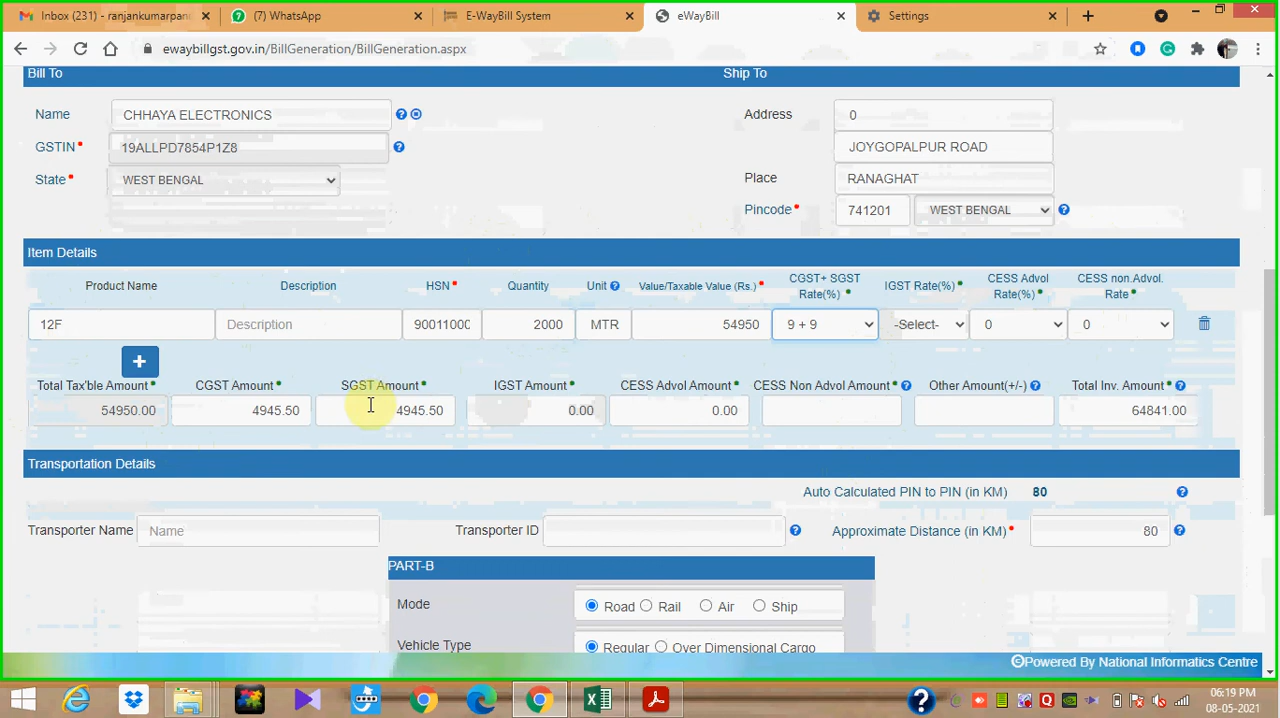 Inbox (231) - ranjankumarpani
(7) WhatsApp
E-WayBill System
eWayBill
Settings
ewaybillgst.gov.in/BillGeneration/BillGeneration.aspx
Bill To
Ship To
Name
CHHAYA ELECTRONICS
Address
0
GSTIN*
19ALLPD7854P1Z8
JOYGOPALPUR ROAD
State*
WEST BENGAL
Place
RANAGHAT
Pincode*
741201
WEST BENGAL
Item Details
Product Name
Description
HSN*
Quantity
Unit
Value/Taxable Value (Rs.)*
CGST+ SGST
Rate(%)*
IGST Rate(%)*
CESS Advol
Rate(%)*
CESS non.Advol.
Rate*
12F
Description
90011000
2000
MTR
54950
9 + 9
-Select-
0
0
+
Total Tax'ble Amount*
CGST Amount*
SGST Amount*
IGST Amount*
CESS Advol Amount*
CESS Non Advol Amount*
Other Amount(+/-)
Total Inv. Amount*
54950.00
4945.50
4945.50
0.00
0.00
64841.00
Transportation Details
Auto Calculated PIN to PIN (in KM)
80
Transporter Name
Name
Transporter ID
Approximate Distance (in KM)*
80
PART-B
Mode
Road
Rail
Air
Ship
Vehicle Type
Regular
Over Dimensional Cargo
©Powered By National Informatics Centre
06:19 PM
08-05-2021